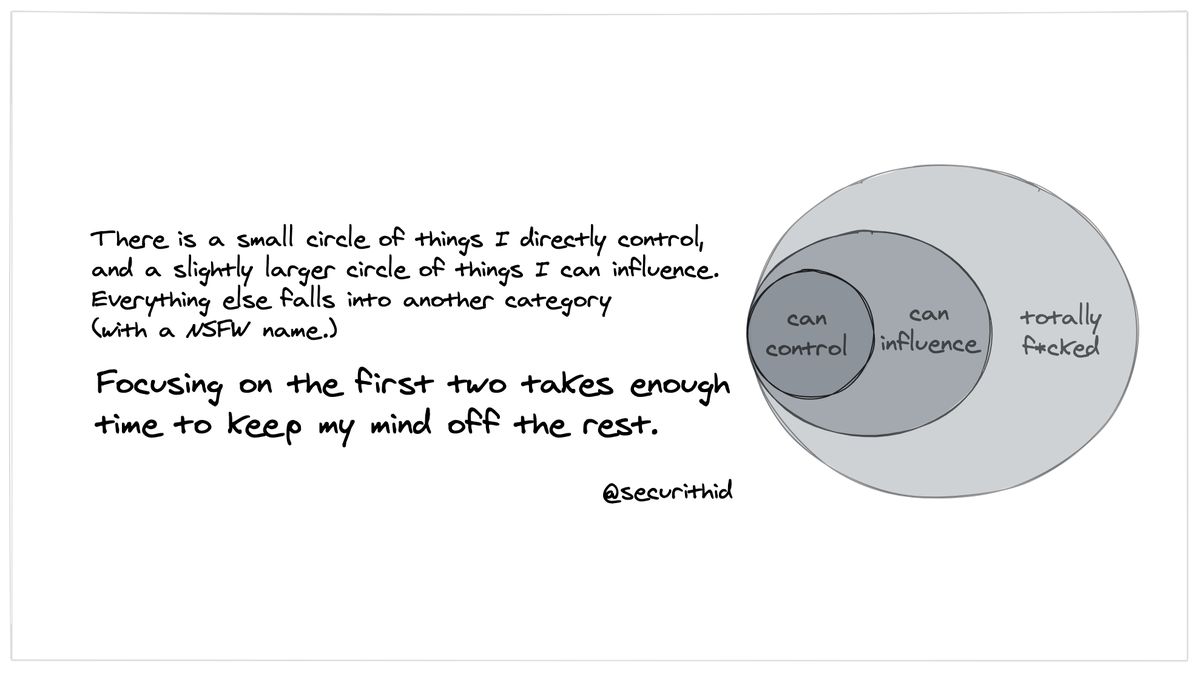 There is a small circle of things I directly control,
and a slightly larger circle of things I can influence.
Everything else falls into another category
(with a NSFW name.)
Focusing on the first two takes enough
time to keep my mind off the rest.
@securithid
can
control
can
influence
totally
f*cked